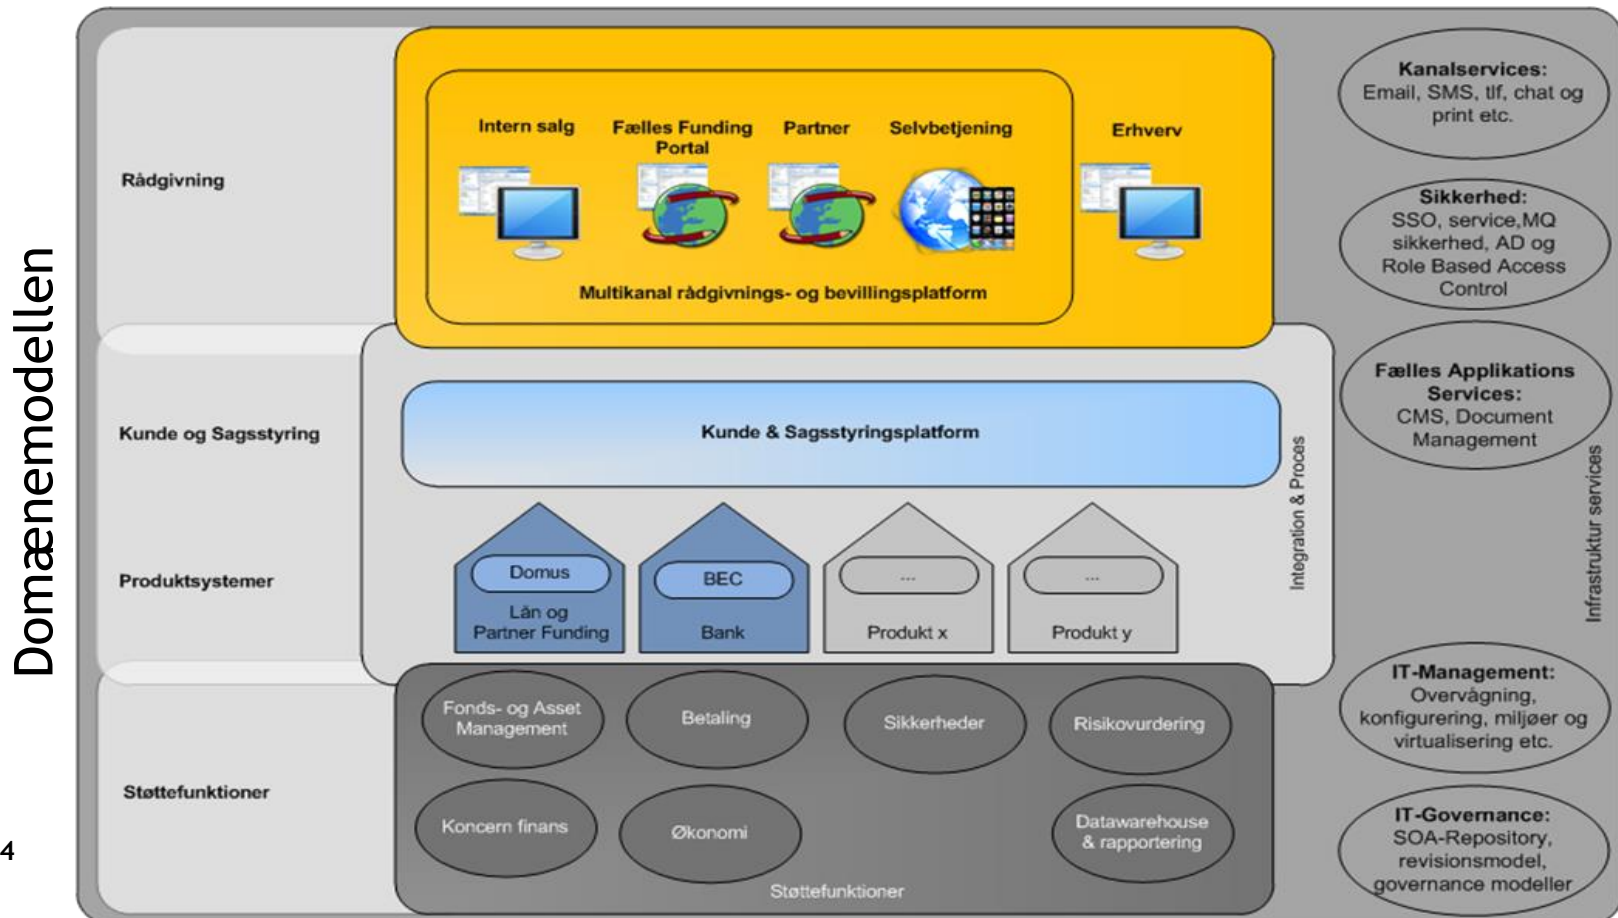 Domænemodellen
Rådgivning
Intern salg
Fælles Funding
Portal
Partner
Selvbetjening
Erhverv
Multikanal rådgivnings- og bevillingsplatform
Kunde og Sagsstyring
Kunde & Sagsstyringsplatform
Produktsystemer
Domus
Lån og
Partner Funding
BEC
Bank
...
Produkt x
...
Produkt y
Integration & Proces
Støttefunktioner
Fonds- og Asset
Management
Betaling
Sikkerheder
Risikovurdering
Koncern finans
Økonomi
Datawarehouse
& rapportering
Støttefunktioner
Kanalservices:
Email, SMS, tlf, chat og
print etc.
Sikkerhed:
SSO, service,MQ
sikkerhed, AD og
Role Based Access
Control
Fælles Applikations
Services:
CMS, Document
Management
Infrastruktur services
IT-Management:
Overvågning,
konfigurering, miljøer og
virtualisering etc.
IT-Governance:
SOA-Repository,
revisionsmodel,
governance modeller
4